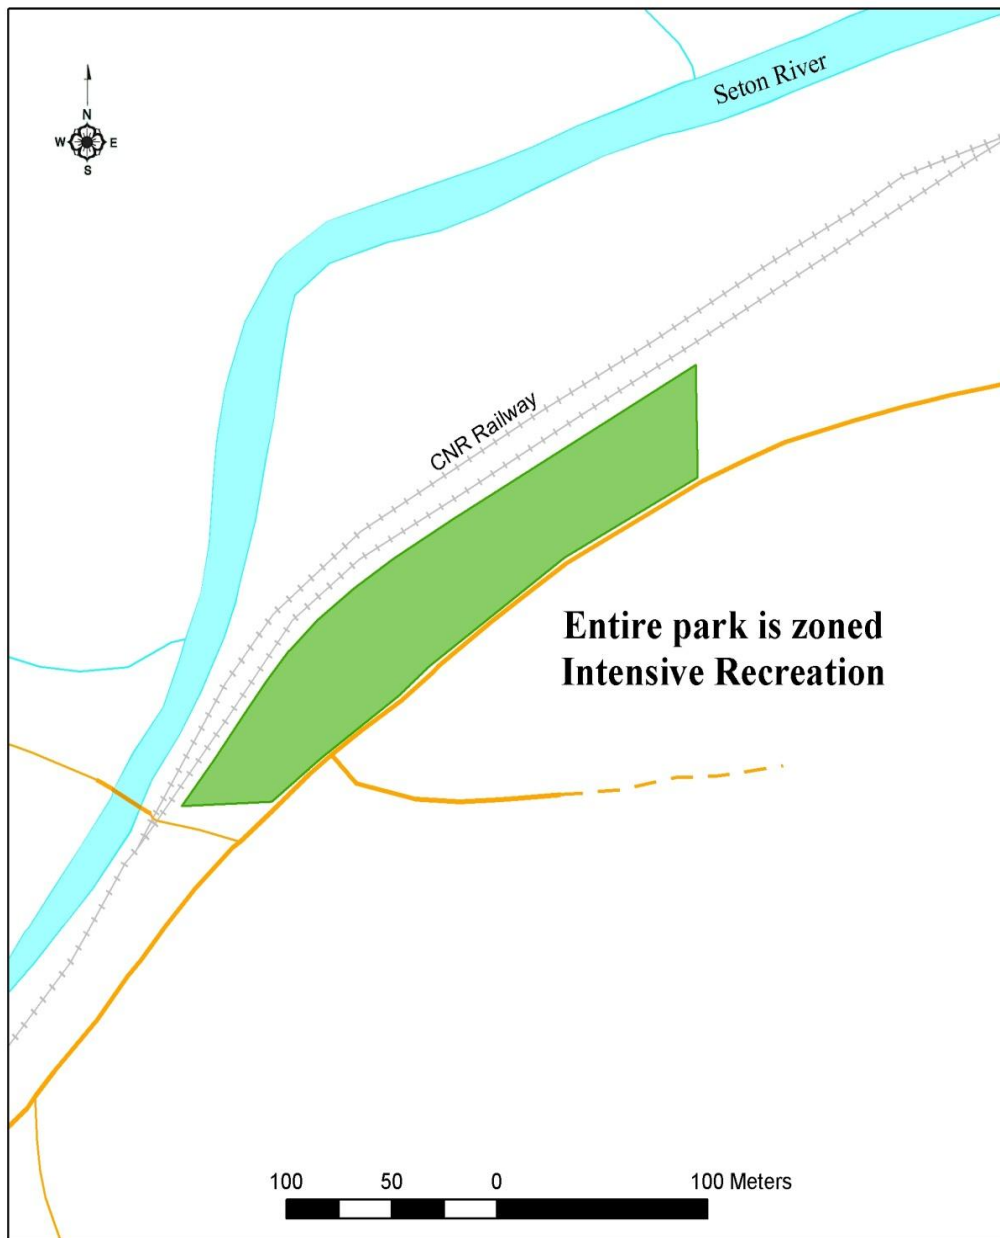 Seton River
N
W E
S
CNR Railway
Entire park is zoned
Intensive Recreation
100 50 0 100 Meters